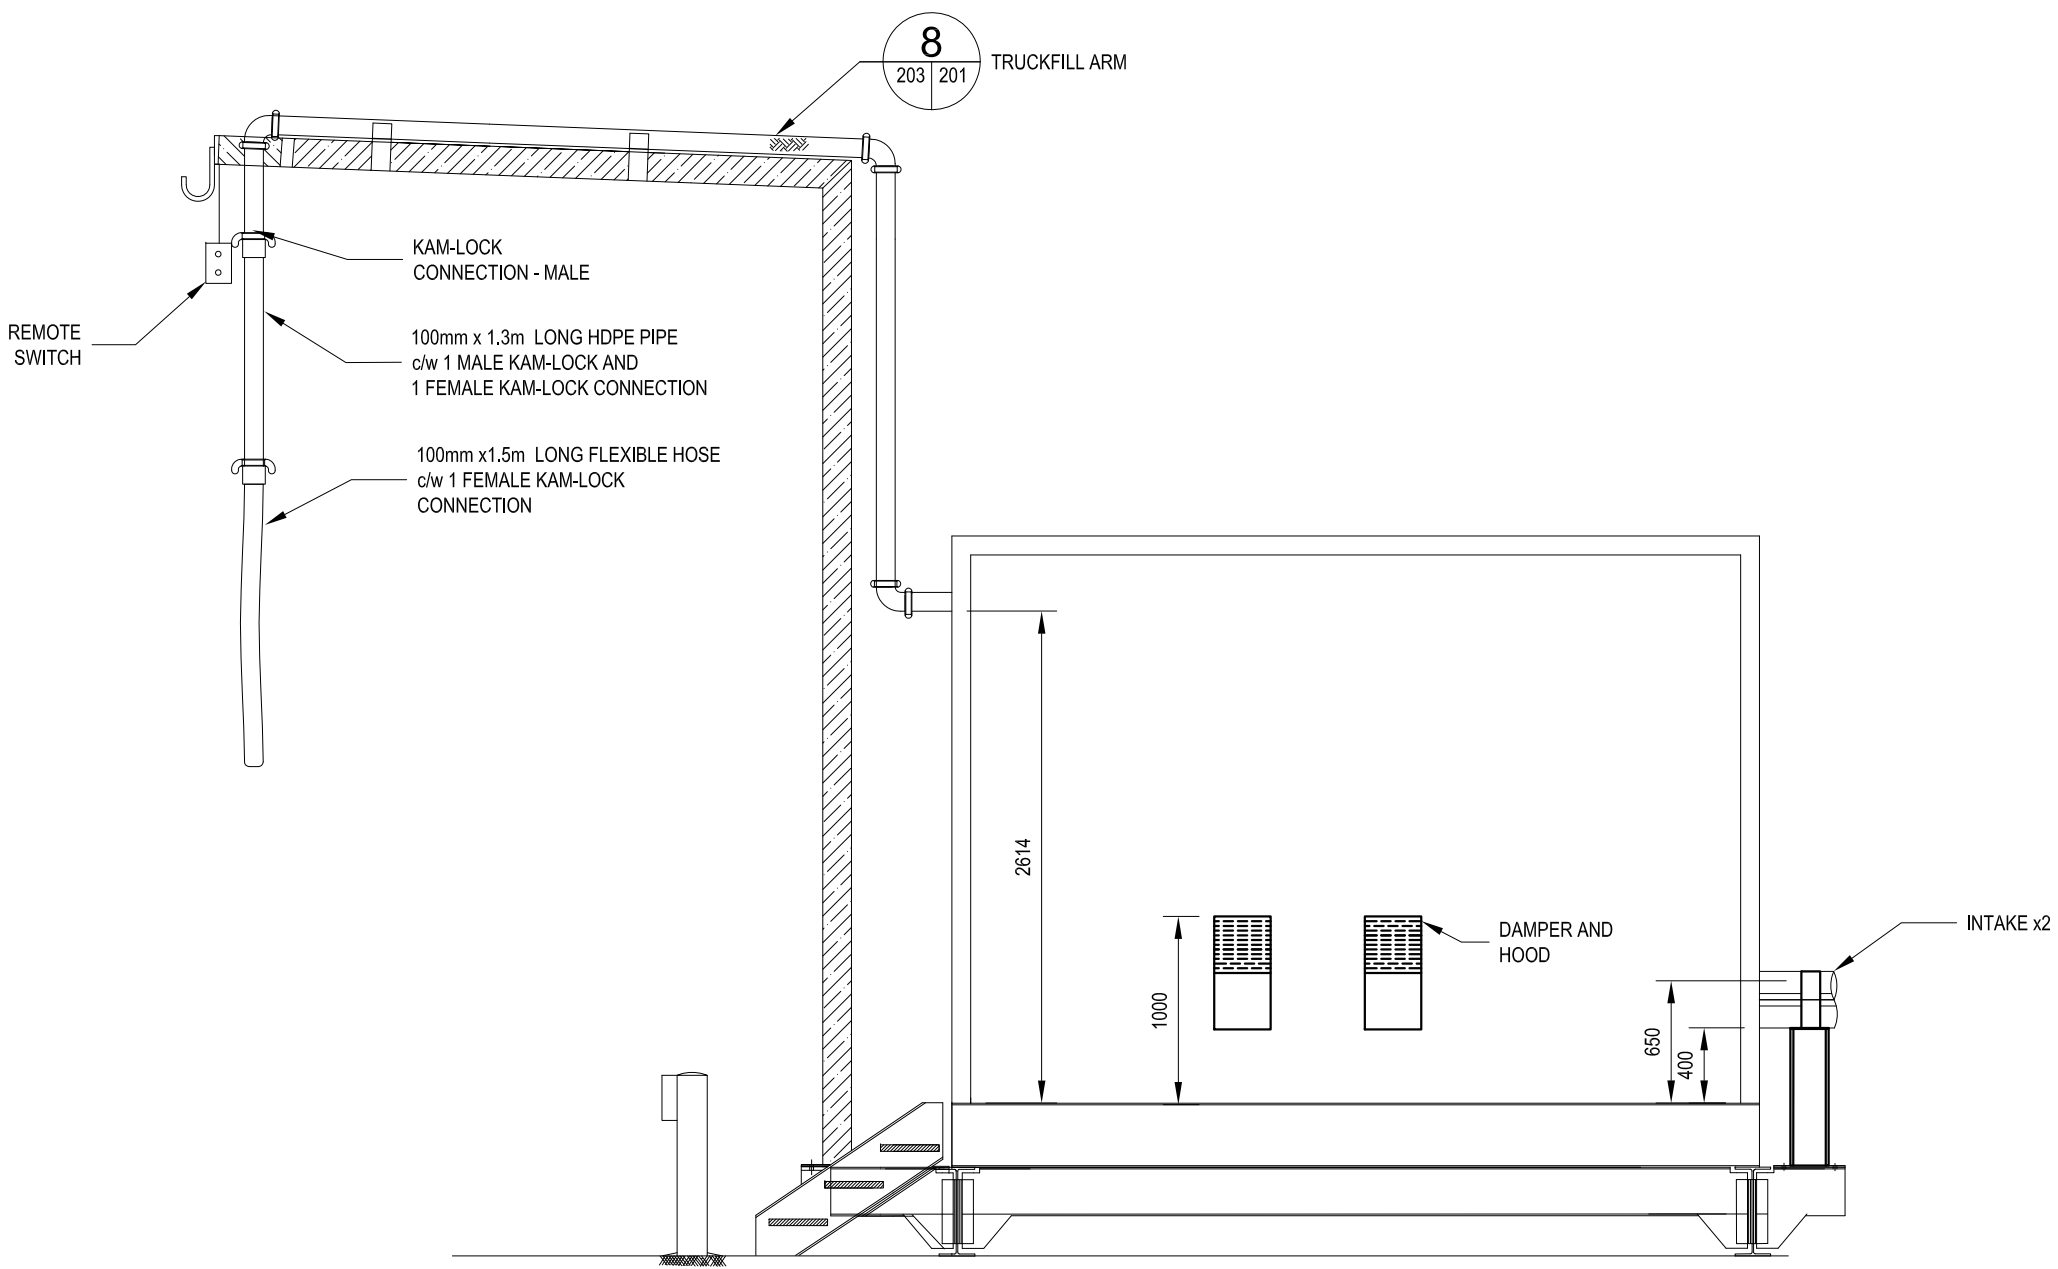 8
203 201
TRUCKFILL ARM
KAM-LOCK
CONNECTION - MALE
REMOTE
SWITCH
100mm x 1.3m LONG HDPE PIPE
c/w 1 MALE KAM-LOCK AND
1 FEMALE KAM-LOCK CONNECTION
100mm x1.5m LONG FLEXIBLE HOSE
c/w 1 FEMALE KAM-LOCK
CONNECTION
2614
1000
DAMPER AND
HOOD
INTAKE x2
650
400